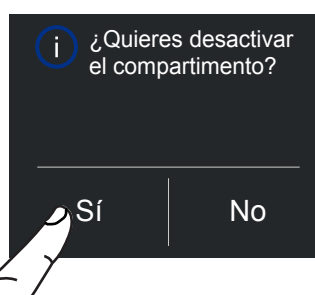 i ¿Quieres desactivar
el compartimento?
Sí No